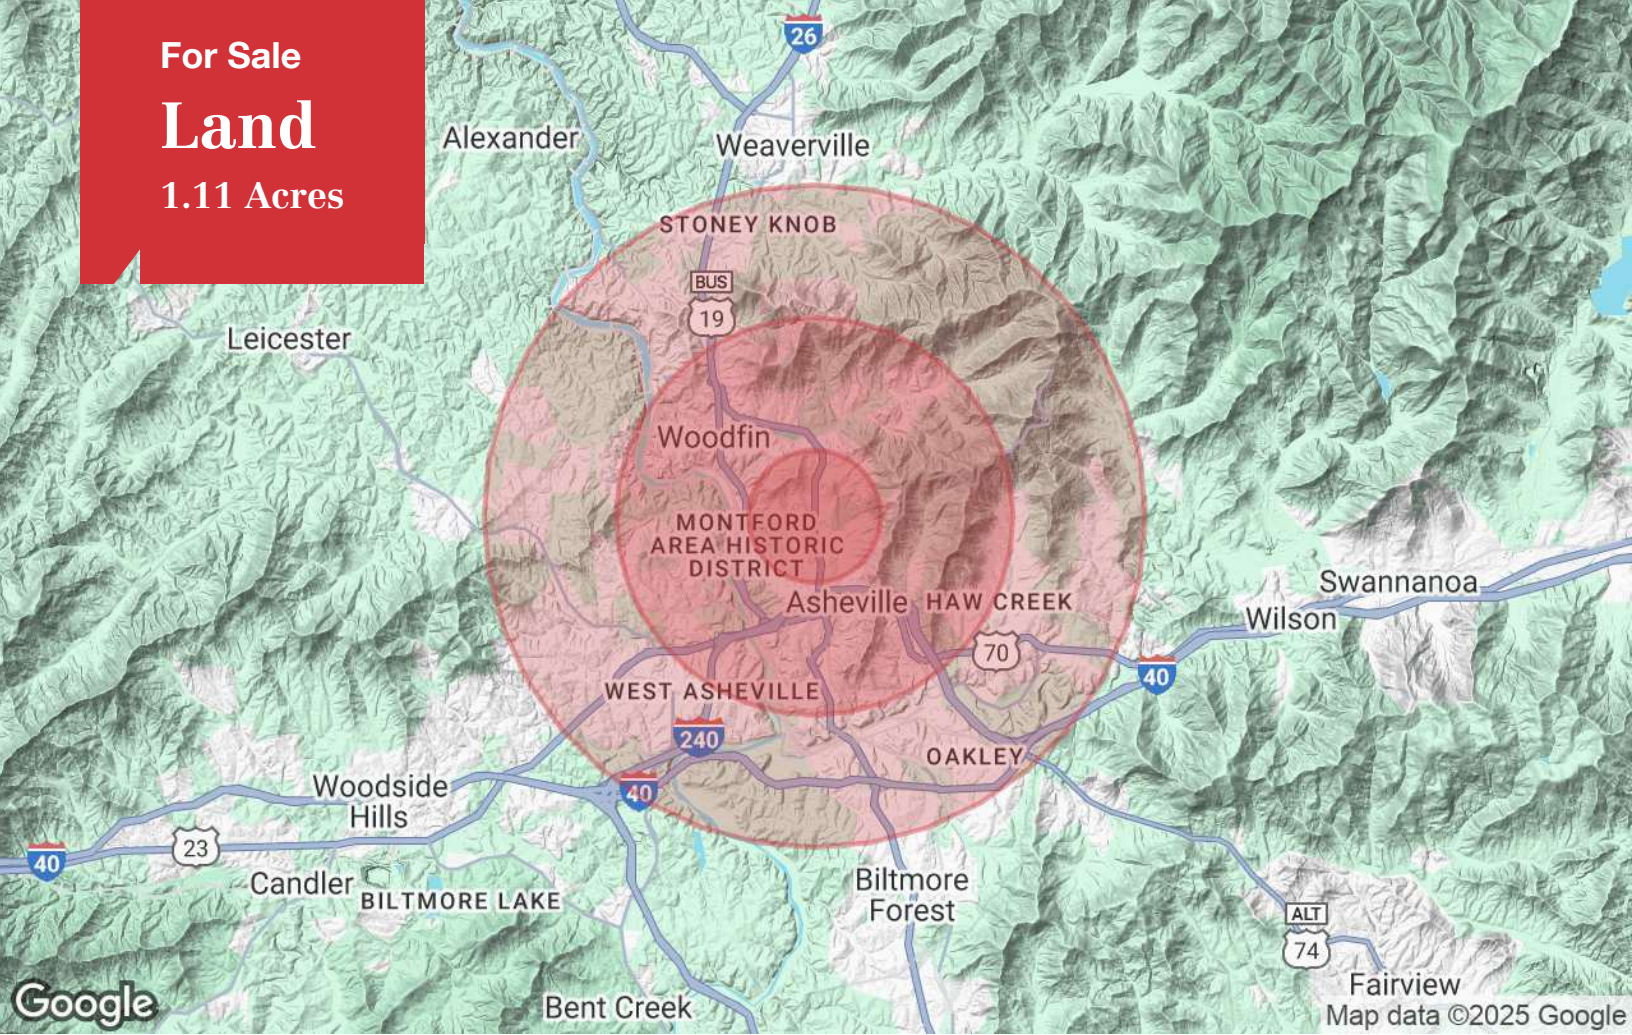 For Sale
Land
1.11 Acres
26
Alexander
Weaverville
STONEY KNOB
BUS
19
Leicester
Woodfin
MONTFORD
AREA HISTORIC
DISTRICT
Asheville
HAW CREEK
Swannanoa
Wilson
70
40
WEST ASHEVILLE
240
OAKLEY
40
Woodside
Hills
23
40
Candler
BILTMORE LAKE
Biltmore
Forest
ALT
74
Fairview
Bent Creek
Google
Map data ©2025 Google